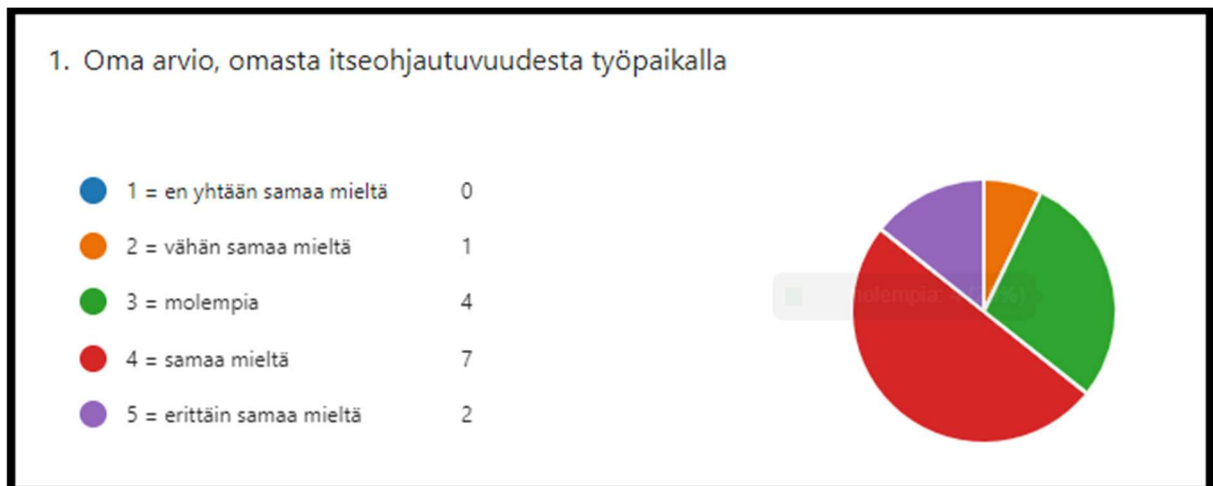 1. Oma arvio, omasta itseohjautuvuudesta työpaikalla
1 = en yhtään samaa mieltä 0
2 = vähän samaa mieltä 1
3 = molempia 4
4 = samaa mieltä 7
5 = erittäin samaa mieltä 2
molempia: